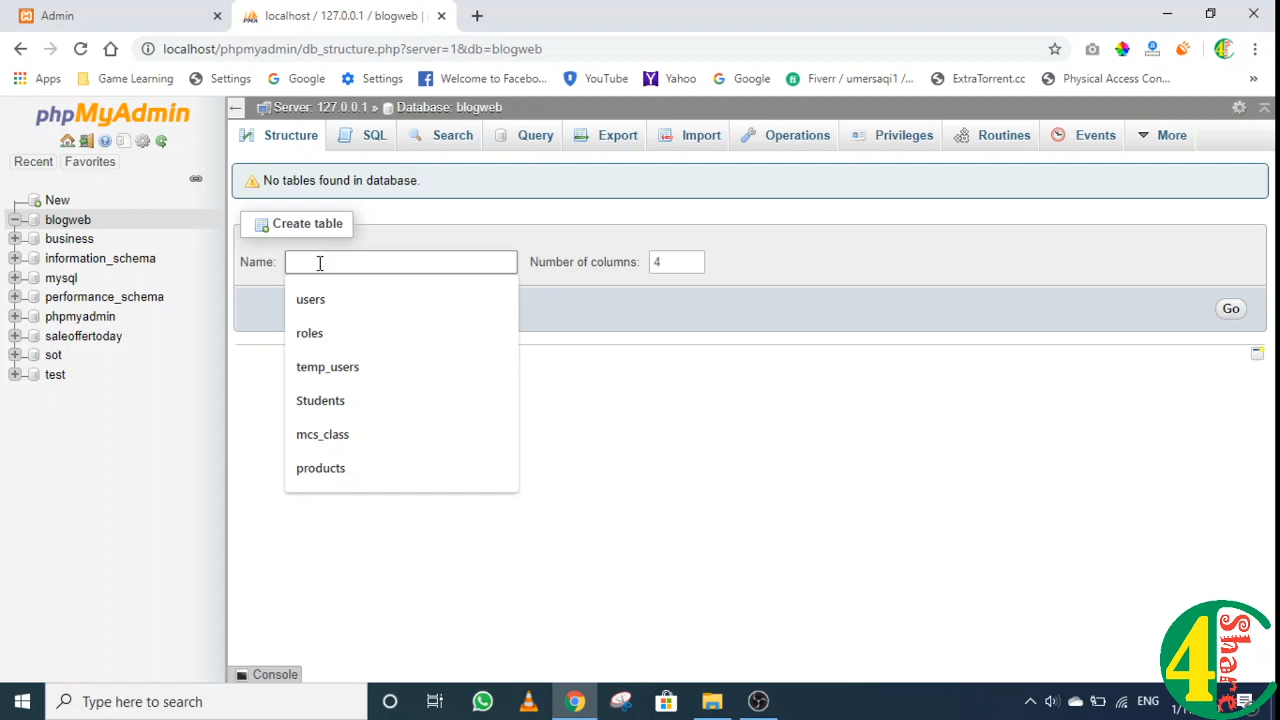 Admin
localhost / 127.0.0.1 / blogweb |
localhost/phpmyadmin/db_structure.php?server=1&db=blogweb
Apps
Game Learning
Settings
Google
Settings
Welcome to Facebo...
YouTube
Yahoo
Google
Fiverr / umersaqi1/...
ExtraTorrent.cc
Physical Access Con...
»
phpMyAdmin
Recent
Favorites
New
blogweb
business
information_schema
mysql
performance_schema
phpmyadmin
saleoffertoday
sot
test
Server: 127.0.0.1 » Database: blogweb
Structure
SQL
Search
Query
Export
Import
Operations
Privileges
Routines
Events
More
No tables found in database.
Create table
Name:
Number of columns: 4
users
roles
temp_users
Students
mcs_class
products
Go
Console
4 Share
Type here to search
ENG